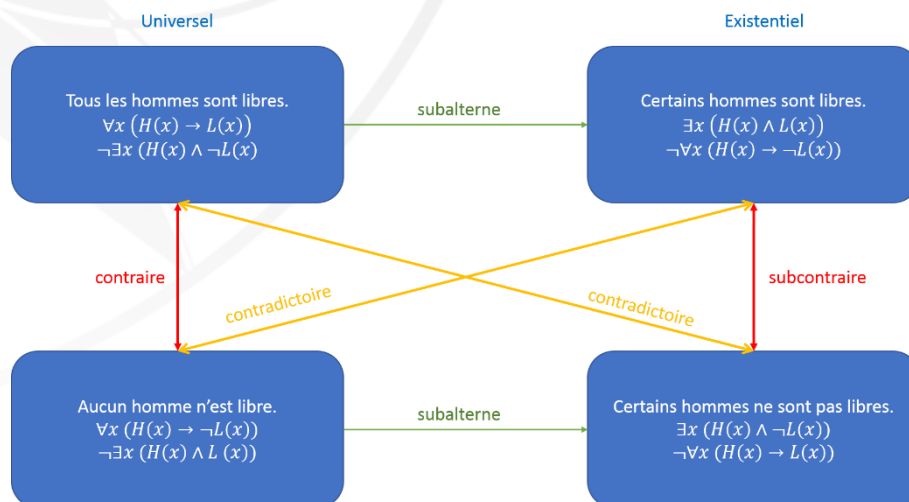 Universel
Existentiel
Tous les hommes sont libres.
∀x (H(x) → L(x))
¬∃x (H(x) ∧ ¬L(x)
subalterne
Certains hommes sont libres.
∃x (H(x) ∧ L(x))
¬∀x (H(x) → ¬L(x))
contraire
contradictoire
contradictoire
subcontraire
Aucun homme n’est libre.
∀x (H(x) → ¬L(x))
¬∃x (H(x) ∧ L (x))
subalterne
Certains hommes ne sont pas libres.
∃x (H(x) ∧ ¬L(x))
¬∀x (H(x) → L(x))